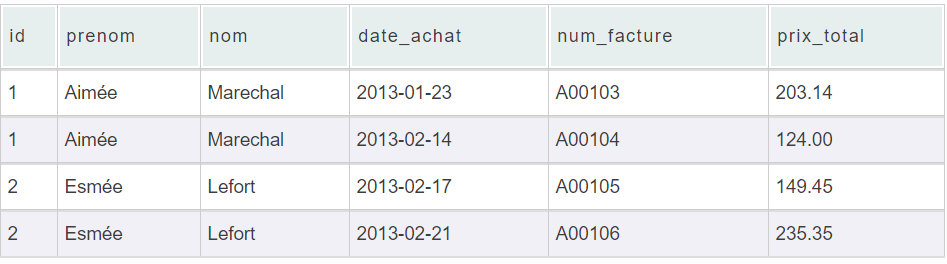 id prenom nom date_achat num_facture prix_total
1 Aimée Marechal 2013-01-23 A00103 203.14
1 Aimée Marechal 2013-02-14 A00104 124.00
2 Esmée Lefort 2013-02-17 A00105 149.45
2 Esmée Lefort 2013-02-21 A00106 235.35